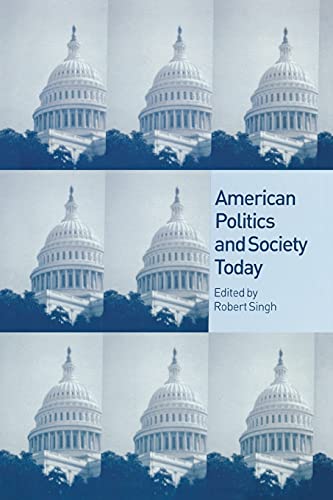 American
Politics
and Society
Today
Edited by
Robert Singh